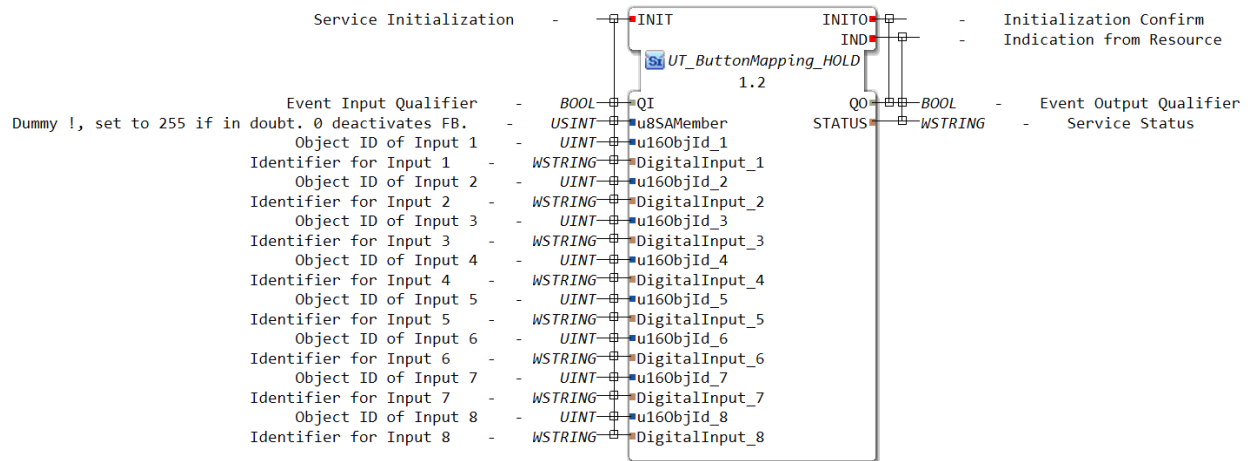 Service Initialization - INIT INITO - Initialization Confirm
IND - Indication from Resource
SI UT_ButtonMapping_HOLD
1.2
Event Input Qualifier - BOOL QI QO BOOL - Event Output Qualifier
Dummy !, set to 255 if in doubt. 0 deactivates FB. - USINT u8SAMember STATUS WSTRING - Service Status
Object ID of Input 1 - UINT u16ObjId_1
Identifier for Input 1 - WSTRING DigitalInput_1
Object ID of Input 2 - UINT u16ObjId_2
Identifier for Input 2 - WSTRING DigitalInput_2
Object ID of Input 3 - UINT u16ObjId_3
Identifier for Input 3 - WSTRING DigitalInput_3
Object ID of Input 4 - UINT u16ObjId_4
Identifier for Input 4 - WSTRING DigitalInput_4
Object ID of Input 5 - UINT u16ObjId_5
Identifier for Input 5 - WSTRING DigitalInput_5
Object ID of Input 6 - UINT u16ObjId_6
Identifier for Input 6 - WSTRING DigitalInput_6
Object ID of Input 7 - UINT u16ObjId_7
Identifier for Input 7 - WSTRING DigitalInput_7
Object ID of Input 8 - UINT u16ObjId_8
Identifier for Input 8 - WSTRING DigitalInput_8